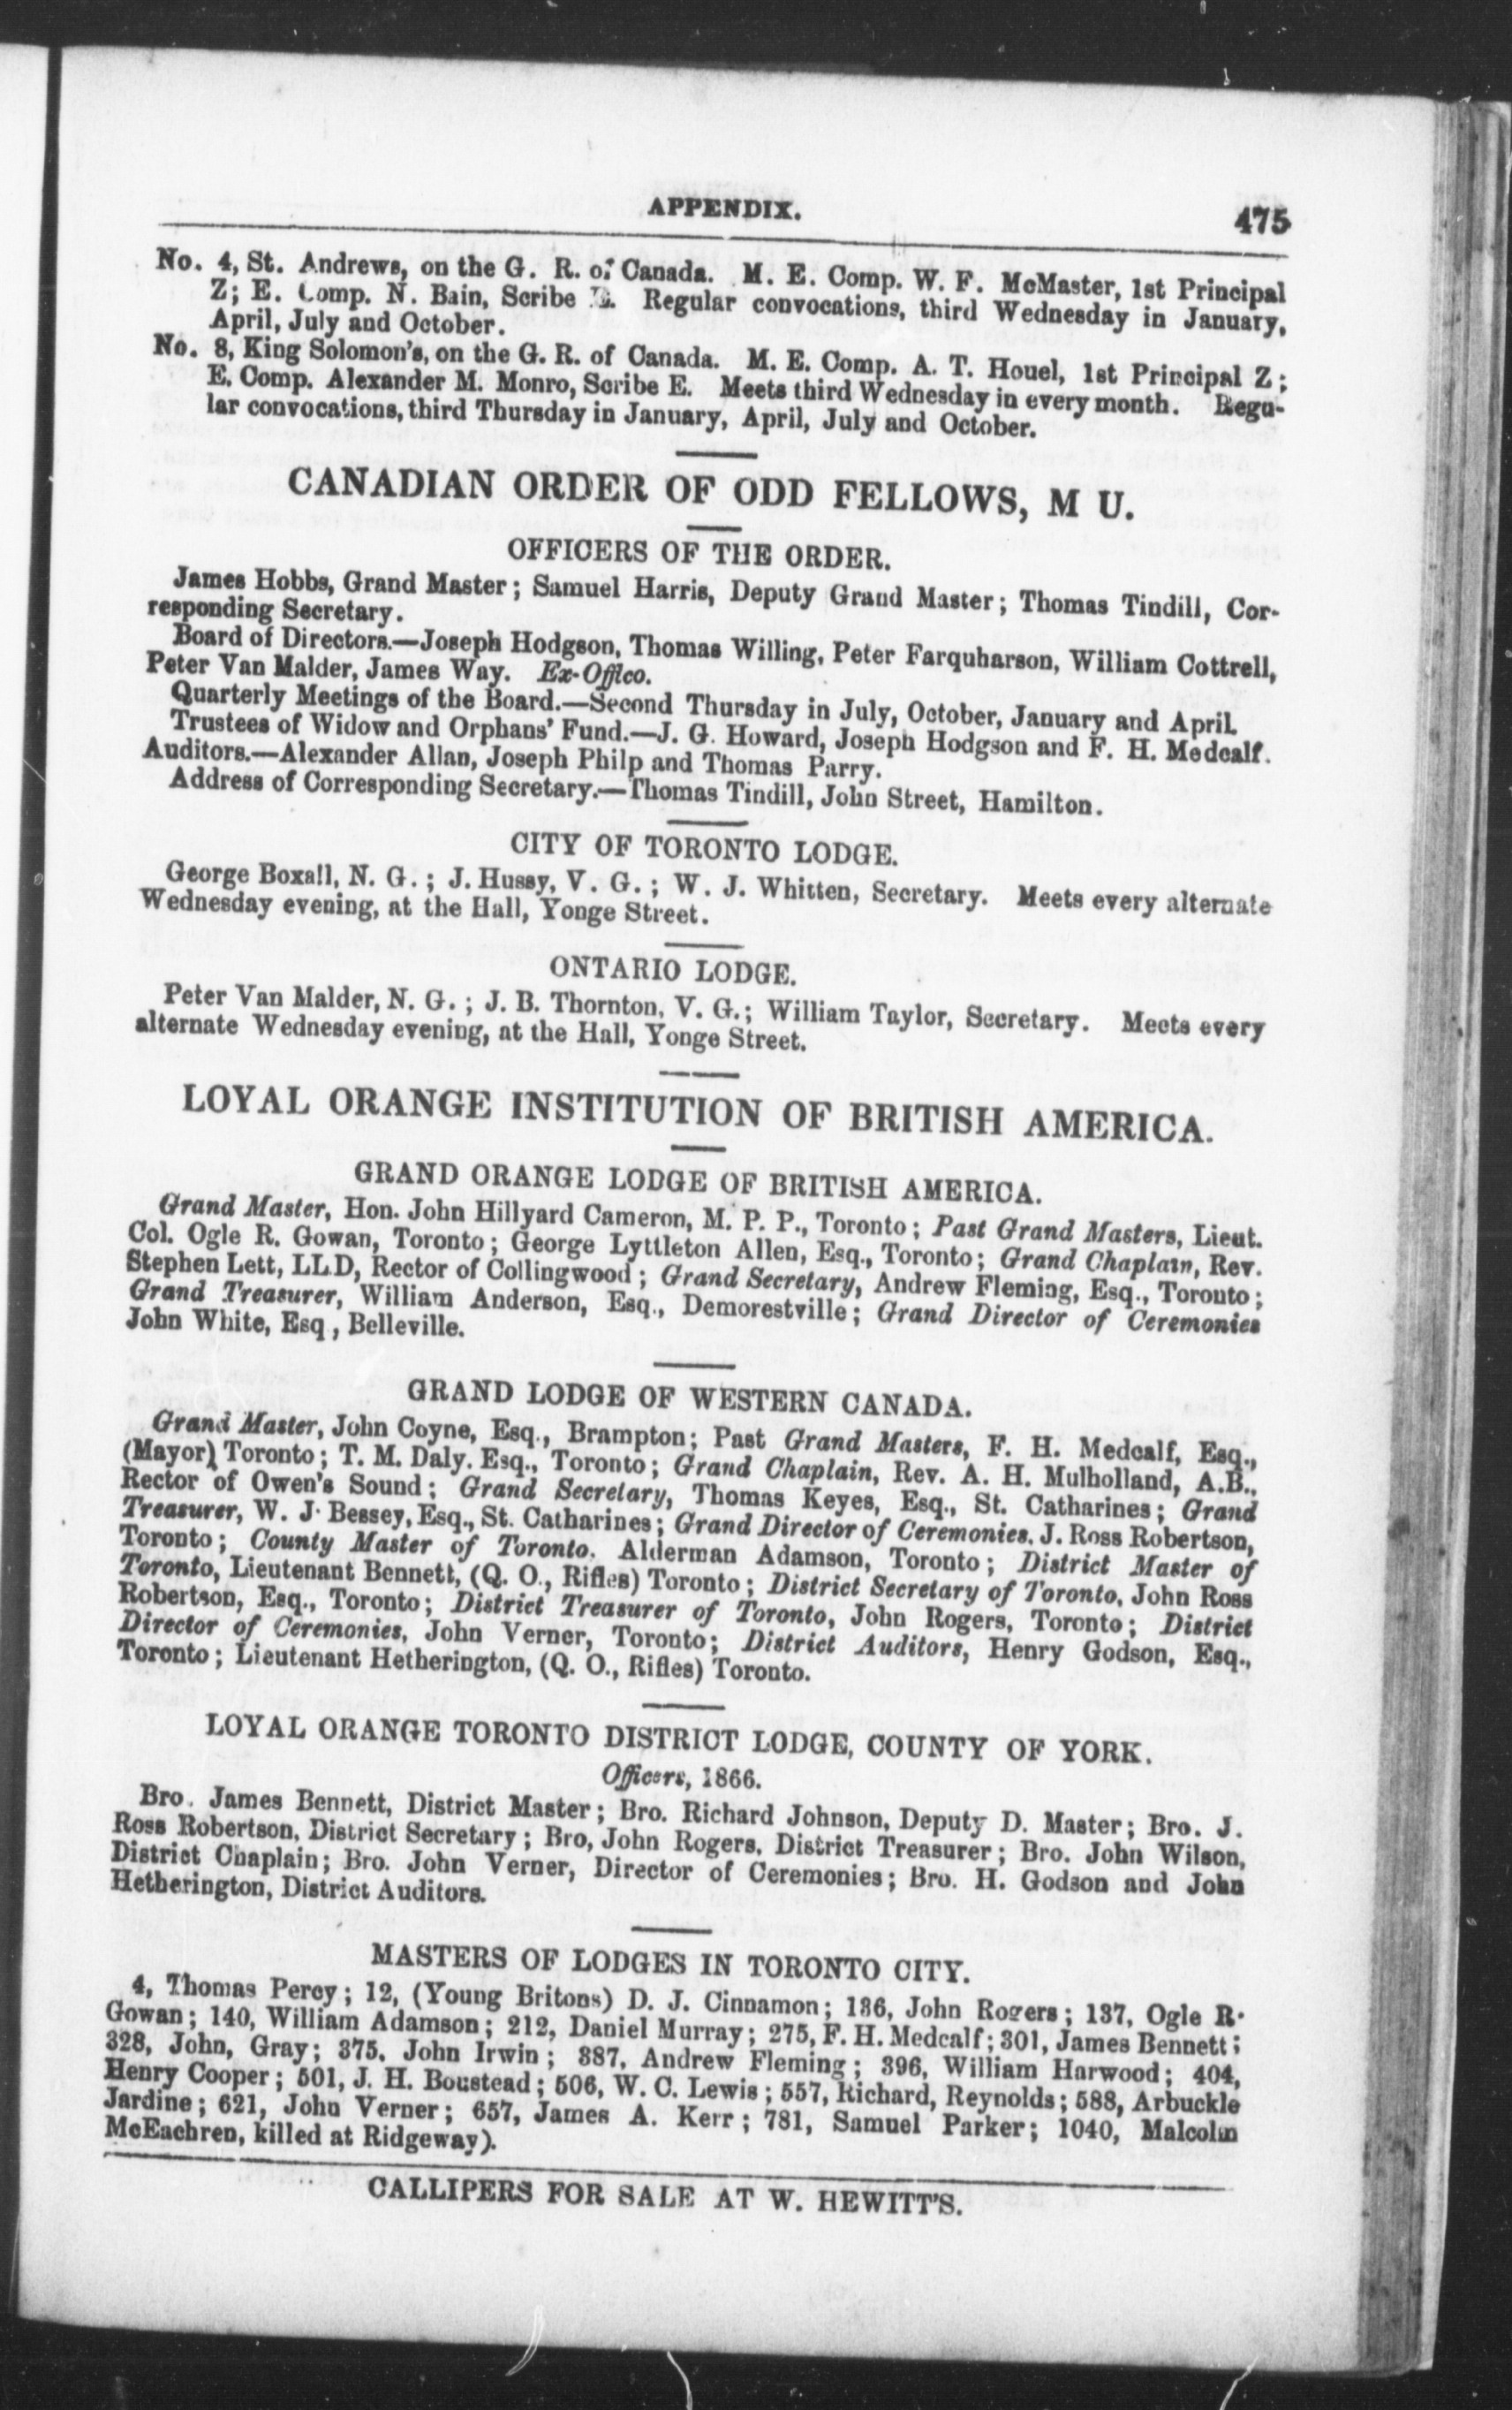 APPENDIX.
475
No. 4, St. Andrews, on the G. R. of Canada. M. E. Comp. W. F. McMaster, 1st Principal
Z; E. Comp. N. Bain, Scribe E. Regular convocations, third Wednesday in January,
April, July and October.
No. 8, King Solomon's, on the G. R. of Canada. M. E. Comp. A. T. Houel, 1st Principal Z;
E. Comp. Alexander M. Monro, Scribe E. Meets third Wednesday in every month. Regu-
lar convocations, third Thursday in January, April, July and October.
CANADIAN ORDER OF ODD FELLOWS, M U.
OFFICERS OF THE ORDER.
James Hobbs, Grand Master; Samuel Harris, Deputy Grand Master; Thomas Tindill, Cor-
responding Secretary.
Board of Directors.—Joseph Hodgson, Thomas Willing, Peter Farquharson, William Cottrell,
Peter Van Malder, James Way. Ex-Offico.
Quarterly Meetings of the Board.—Second Thursday in July, October, January and April.
Trustees of Widow and Orphans' Fund.—J. G. Howard, Joseph Hodgson and F. H. Medcalf.
Auditors.—Alexander Allan, Joseph Philp and Thomas Parry.
Address of Corresponding Secretary.—Thomas Tindill, John Street, Hamilton.
CITY OF TORONTO LODGE.
George Boxall, N. G.; J. Hussy, V. G.; W. J. Whitten, Secretary. Meets every alternate
Wednesday evening, at the Hall, Yonge Street.
ONTARIO LODGE.
Peter Van Malder, N. G.; J. B. Thornton, V. G.; William Taylor, Secretary. Meets every
alternate Wednesday evening, at the Hall, Yonge Street.
LOYAL ORANGE INSTITUTION OF BRITISH AMERICA.
GRAND ORANGE LODGE OF BRITISH AMERICA.
Grand Master, Hon. John Hillyard Cameron, M. P. P., Toronto; Past Grand Masters, Lieut.
Col. Ogle R. Gowan, Toronto; George Lyttleton Allen, Esq., Toronto; Grand Chaplain, Rev.
Stephen Lett, LL.D, Rector of Collingwood; Grand Secretary, Andrew Fleming, Esq., Toronto;
Grand Treasurer, William Anderson, Esq., Demorestville; Grand Director of Ceremonies
John White, Esq, Belleville.
GRAND LODGE OF WESTERN CANADA.
Grand Master, John Coyne, Esq., Brampton; Past Grand Masters, F. H. Medcalf, Esq.,
(Mayor) Toronto; T. M. Daly. Esq., Toronto; Grand Chaplain, Rev. A. H. Mulholland, A.B.,
Rector of Owen's Sound; Grand Secretary, Thomas Keyes, Esq., St. Catharines; Grand
Treasurer, W. J. Bessey, Esq., St. Catharines; Grand Director of Ceremonies. J. Ross Robertson,
Toronto; County Master of Toronto. Alderman Adamson, Toronto; District Master of
Toronto, Lieutenant Bennett, (Q. O., Rifles) Toronto; District Secretary of Toronto, John Ross
Robertson, Esq., Toronto; District Treasurer of Toronto, John Rogers, Toronto; District
Director of Ceremonies, John Verner, Toronto; District Auditors, Henry Godson, Esq.,
Toronto; Lieutenant Hetherington, (Q. O., Rifles) Toronto.
LOYAL ORANGE TORONTO DISTRICT LODGE, COUNTY OF YORK.
Officers, 1866.
Bro. James Bennett, District Master; Bro. Richard Johnson, Deputy D. Master; Bro. J.
Ross Robertson, District Secretary; Bro, John Rogers, District Treasurer; Bro. John Wilson,
District Chaplain; Bro. John Verner, Director of Ceremonies; Bro. H. Godson and John
Hetherington, District Auditors.
MASTERS OF LODGES IN TORONTO CITY.
4, Thomas Percy; 12, (Young Britons) D. J. Cinnamon; 136, John Rogers; 137, Ogle R.
Gowan; 140, William Adamson; 212, Daniel Murray; 275, F. H. Medcalf; 301, James Bennett;
328, John, Gray; 375. John Irwin; 387, Andrew Fleming; 396, William Harwood; 404,
Henry Cooper; 501, J. H. Boustead; 506, W. C. Lewis; 557, Richard, Reynolds; 588, Arbuckle
Jardine; 621, John Verner; 657, James A. Kerr; 781, Samuel Parker; 1040, Malcolm
McEachren, killed at Ridgeway).
CALLIPERS FOR SALE AT W. HEWITT'S.